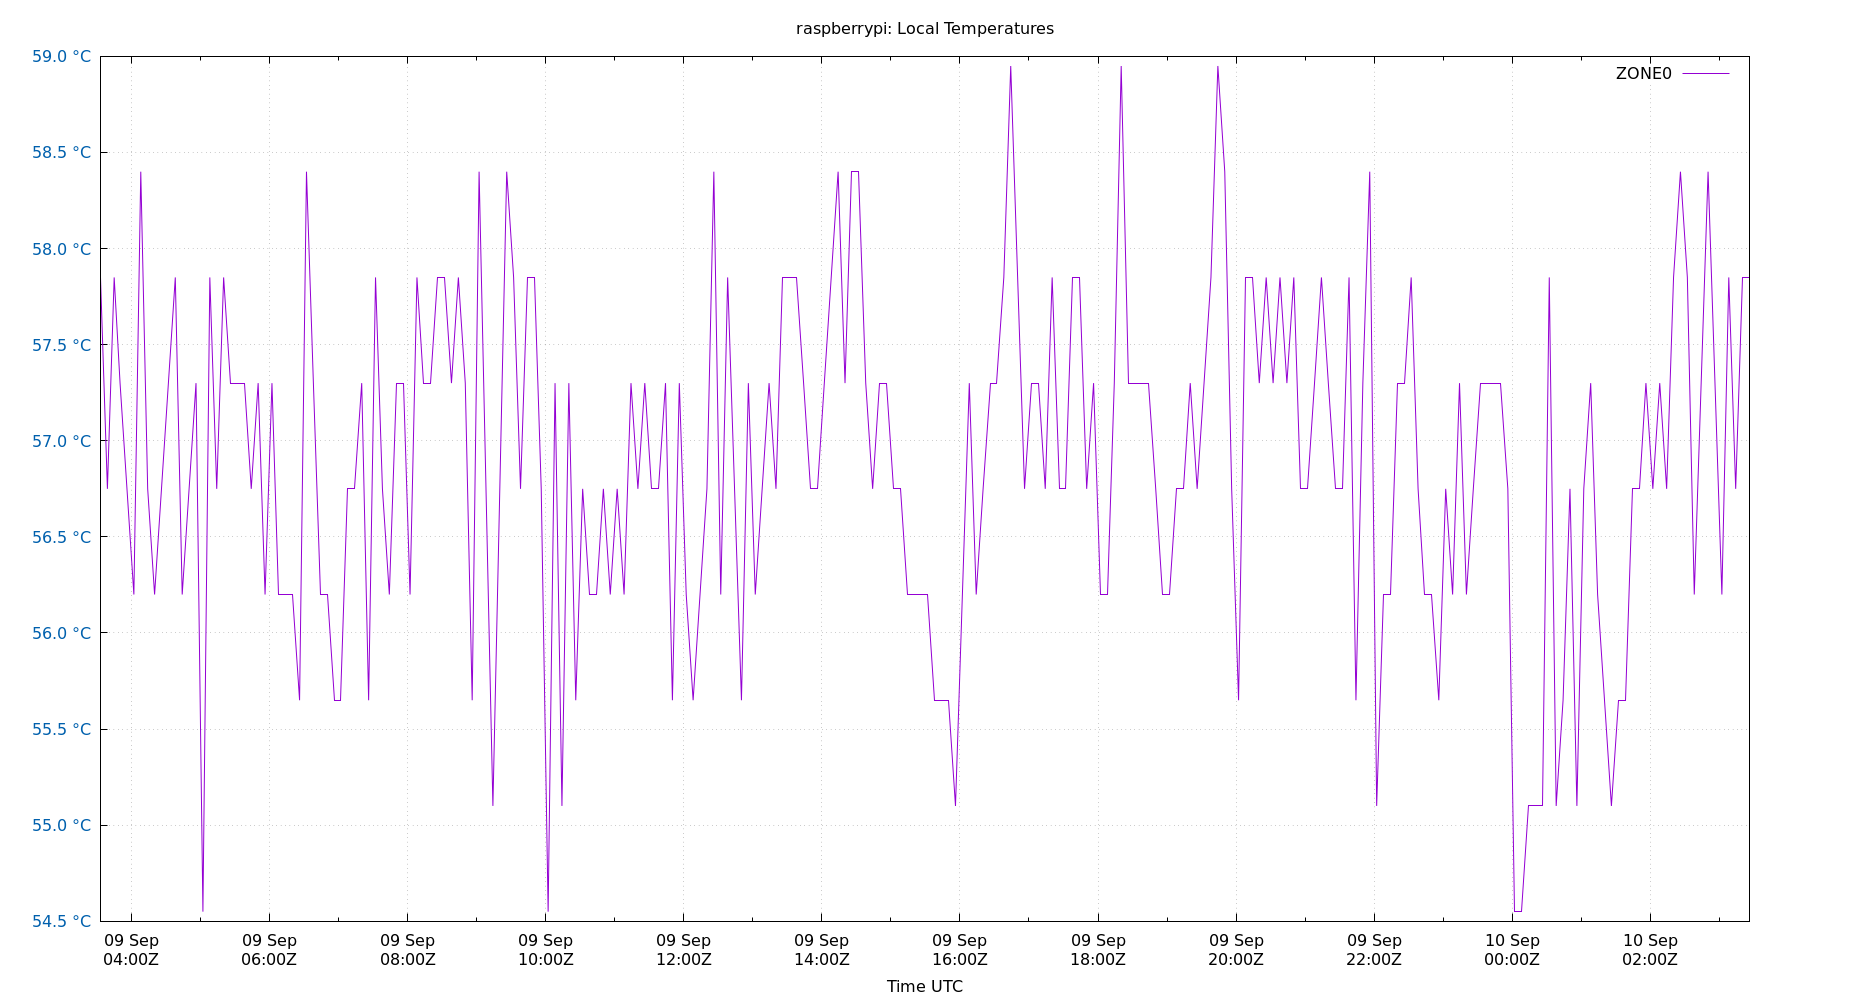 raspberrypi: Local Temperatures
59.0 °C
ZONE0
58.5 °C
58.0 °C
57.5 °C
57.0 °C
56.5 °C
56.0 °C
55.5 °C
55.0 °C
54.5 °C
09 Sep 09 Sep 09 Sep 09 Sep 09 Sep 09 Sep 09 Sep 09 Sep 09 Sep 09 Sep 10 Sep 10 Sep
04:00Z 06:00Z 08:00Z 10:00Z 12:00Z 14:00Z 16:00Z 18:00Z 20:00Z 22:00Z 00:00Z 02:00Z
Time UTC